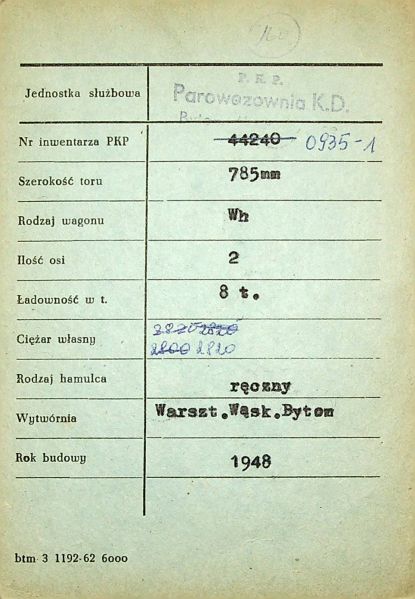 160
P. K. P.
Jednostka służbowa Parowozownia K.D.
Nr inwentarza PKP 44240 0935-1
Szerokość toru 785mm
Rodzaj wagonu Wh
Ilość osi 2
Ładowność w t. 8 t.
Ciężar własny 2820
2800 2820
Rodzaj hamulca ręczny
Wytwórnia Warszt.Wąsk.Bytom
Rok budowy 1948
btm 3 1192-62 6000